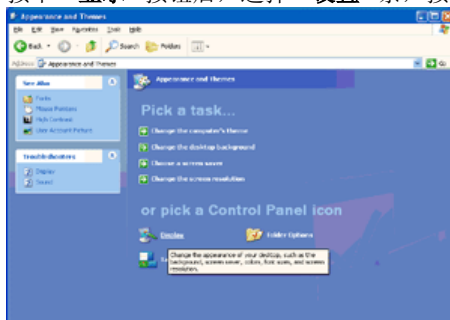 Appearance and Themes
File Edit View Favorites Tools Help
Back Search Folders
Address Appearance and Themes
See Also
Fonts
Mouse Pointers
High Contrast
User Account Picture
Troubleshooters
Display
Sound
Appearance and Themes
Pick a task...
Change the computer's theme
Change the desktop background
Choose a screen saver
Change the screen resolution
or pick a Control Panel icon
Display
Folder Options
Change the appearance of your desktop, such as the
background, screen saver, colors, font sizes, and screen
resolution.